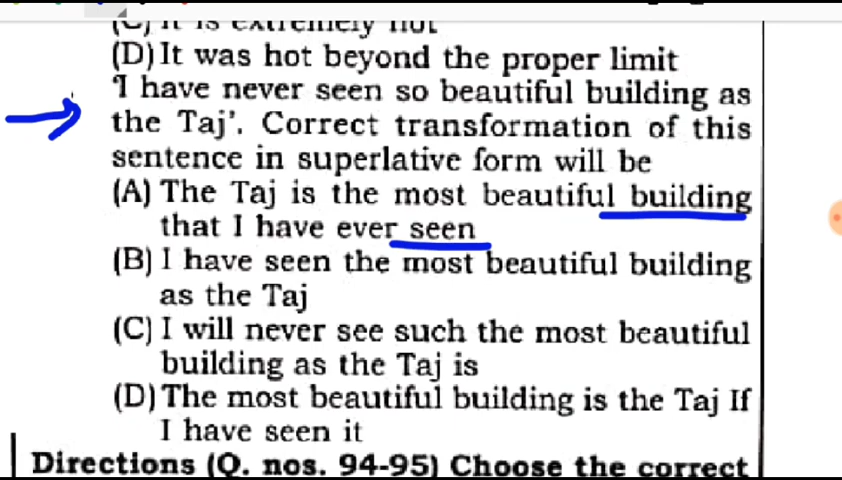 (C) It is extremely hot
(D) It was hot beyond the proper limit
'I have never seen so beautiful building as
the Taj'. Correct transformation of this
sentence in superlative form will be
(A) The Taj is the most beautiful building
that I have ever seen
(B) I have seen the most beautiful building
as the Taj
(C) I will never see such the most beautiful
building as the Taj is
(D) The most beautiful building is the Taj If
I have seen it
Directions (Q. nos. 94-95) Choose the correct